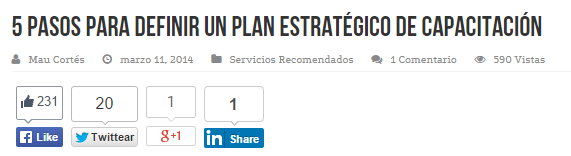 5 PASOS PARA DEFINIR UN PLAN ESTRATÉGICO DE CAPACITACIÓN
Mau Cortés marzo 11, 2014 Servicios Recomendados 1 Comentario 590 Vistas
231 20 1 1
Like Twittear g+1 in Share